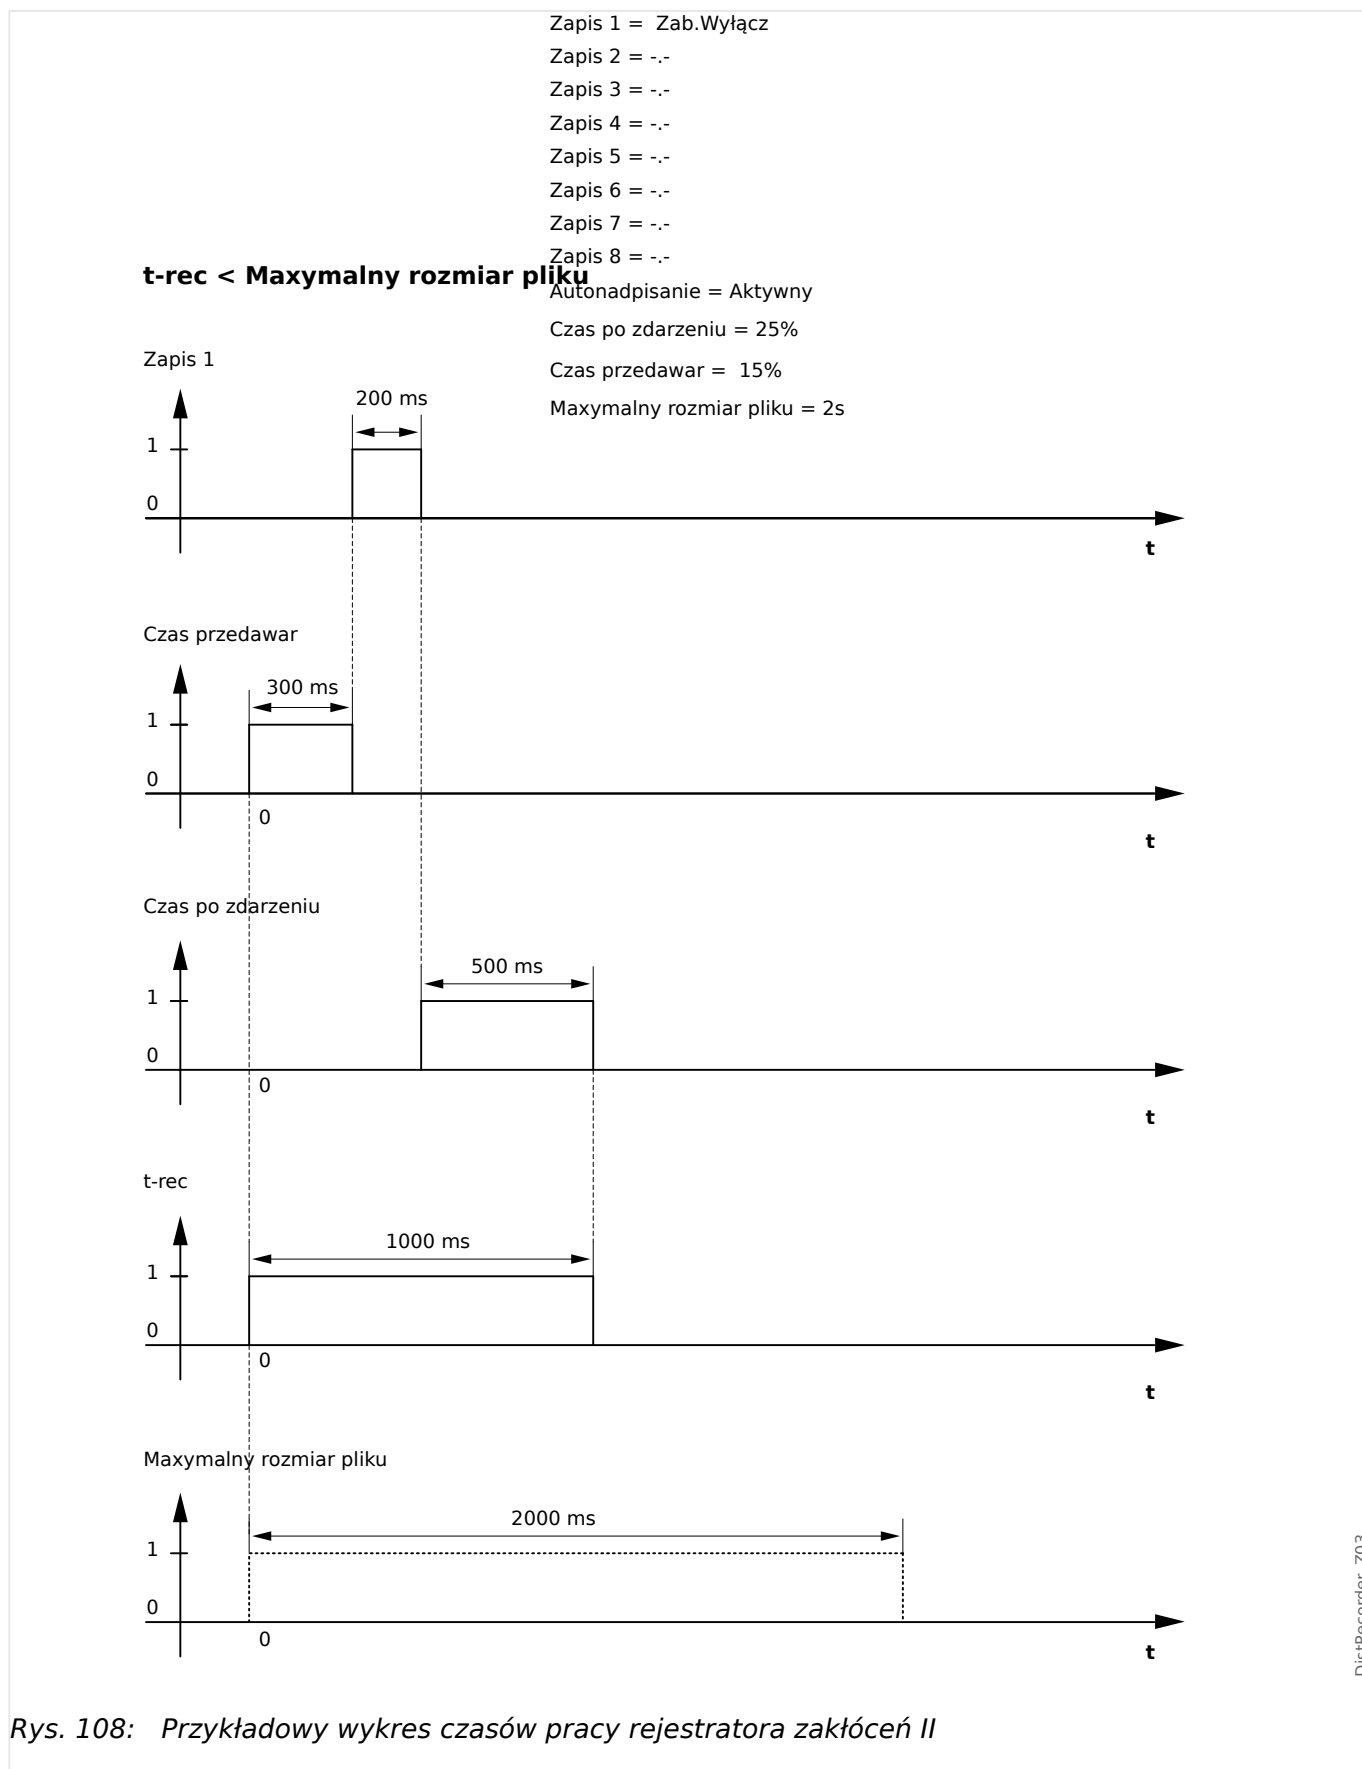 Zapis 1 =  Zab.Wyłącz
Zapis 2 = -.-
Zapis 3 = -.-
Zapis 4 = -.-
Zapis 5 = -.-
Zapis 6 = -.-
Zapis 7 = -.-
Zapis 8 = -.-
t-rec < Maxymalny rozmiar pliku
Autonadpisanie = Aktywny
Czas po zdarzeniu = 25%
Zapis 1
Czas przedawar =  15%
200 ms
Maxymalny rozmiar pliku = 2s
1
0
t
Czas przedawar
300 ms
1
0
0
t
Czas po zdarzeniu
500 ms
1
0
0
t
t-rec
1000 ms
1
0
0
t
Maxymalny rozmiar pliku
2000 ms
1
0
0
t
DistRecorder_Z03
Rys. 108: Przykładowy wykres czasów pracy rejestratora zakłóceń II